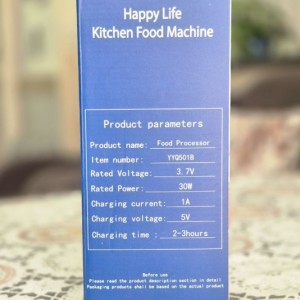 Happy Life
Kitchen Food Machine
Product parameters
Product name: Food Processor
Item number: YYQ501B
Rated Voltage: 3.7V
Rated Power: 30W
Charging current: 1A
Charging voltage: 5V
Charging time : 2-3hours
Before use
Please read the product description section in detail
Packaging products shall be based on the actual product